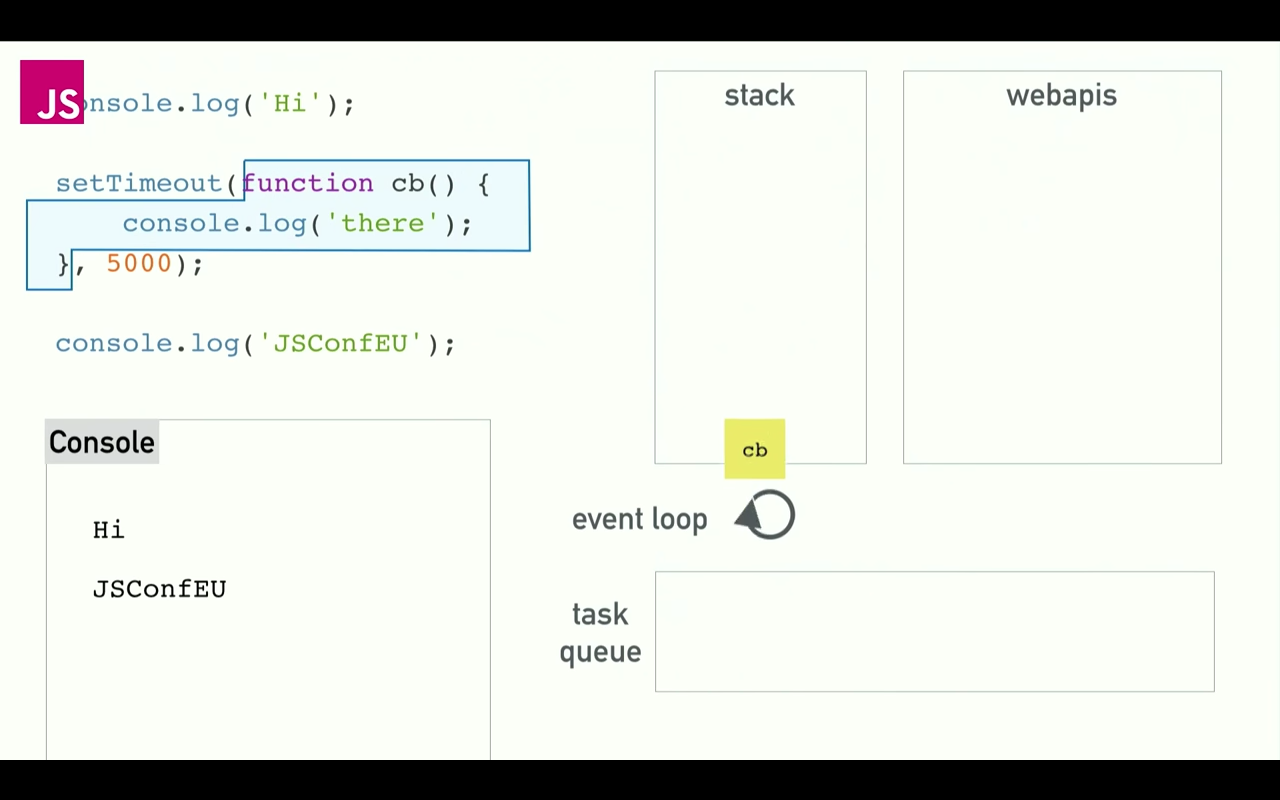 JS
onsole.log('Hi');
setTimeout(function cb() {
console.log('there');
}, 5000);
console.log('JSConfEU');
Console
Hi
JSConfEU
stack
webapis
cb
event loop
task
queue